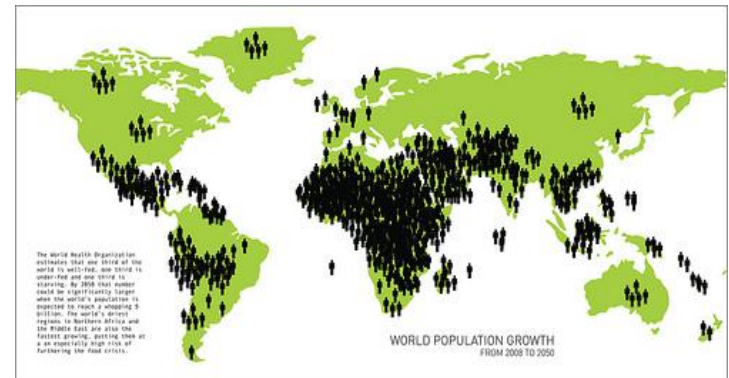 The World Health Organization
estimates that one third of the
world is well-fed, one third is
under-fed and one third is
starving. By 2050 that number
could be significantly larger
when the world's population is
expected to reach a whopping 9
billion. The world's driest
regions in Northern Africa and
the Middle East are also the
fastest growing, putting them at
a an especially high risk of
furthering the food crisis.
WORLD POPULATION GROWTH
FROM 2008 TO 2050